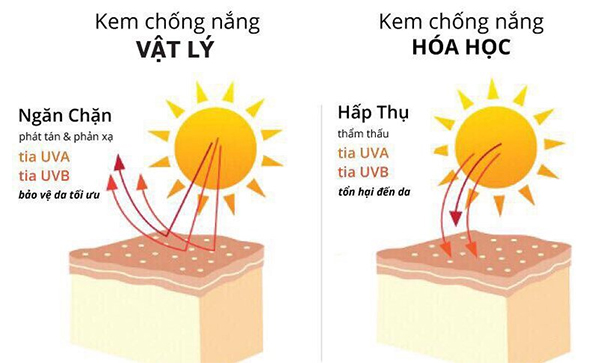 Kem chống nắng
VẬT LÝ
Ngăn Chặn
phát tán & phản xạ
tia UVA
tia UVB
bảo vệ da tối ưu
Kem chống nắng
HÓA HỌC
Hấp Thụ
thẩm thấu
tia UVA
tia UVB
tổn hại đến da